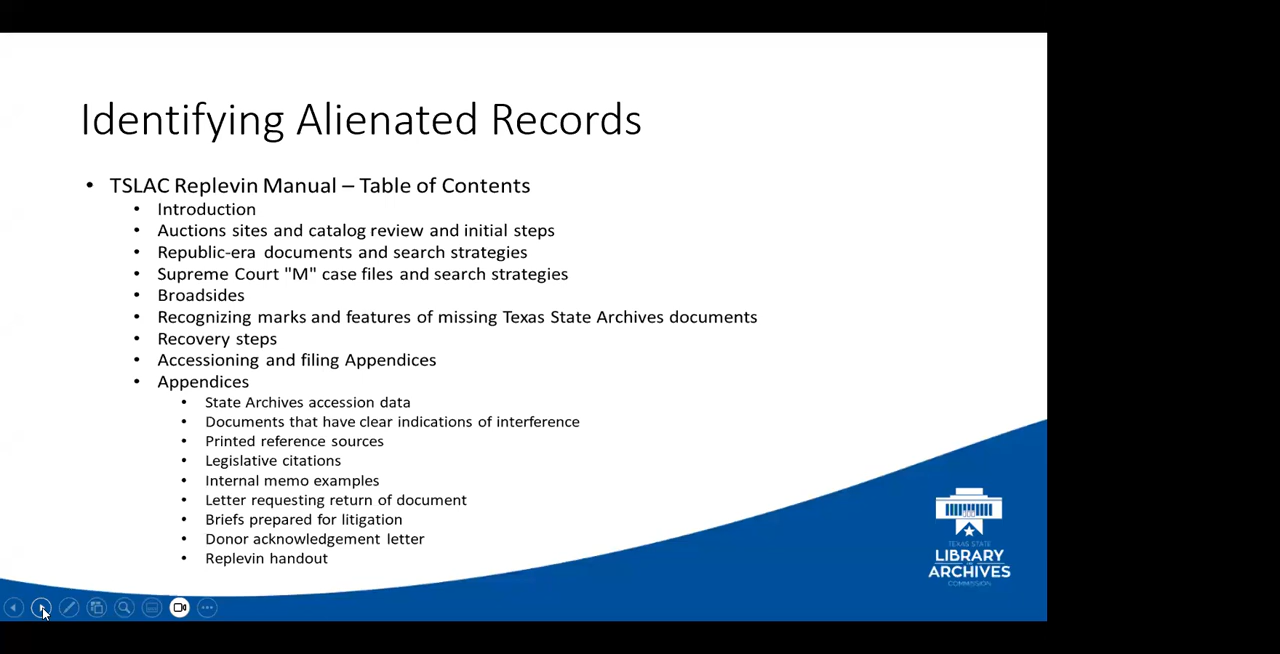 Identifying Alienated Records
• TSLAC Replevin Manual – Table of Contents
• Introduction
• Auctions sites and catalog review and initial steps
• Republic-era documents and search strategies
• Supreme Court "M" case files and search strategies
• Broadsides
• Recognizing marks and features of missing Texas State Archives documents
• Recovery steps
• Accessioning and filing Appendices
• Appendices
• State Archives accession data
• Documents that have clear indications of interference
• Printed reference sources
• Legislative citations
• Internal memo examples
• Letter requesting return of document
• Briefs prepared for litigation
• Donor acknowledgement letter
• Replevin handout
TEXAS STATE
LIBRARY
ARCHIVES
COMMISSION